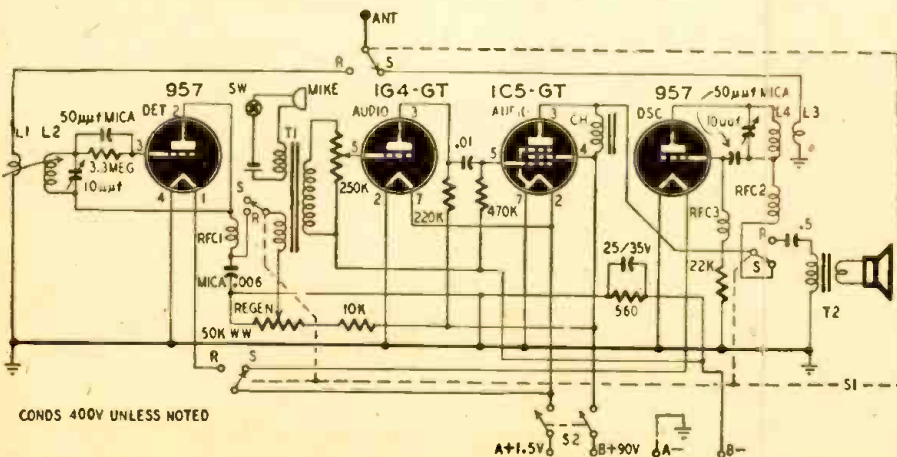 ANT
R
S
957
SW
MIKE
1G4-GT
1C5-GT
957
50µµf MICA
DET
2
AUDIO
3
3
CH
OSC
10µµf
L4
L3
L1
L2
50µµf MICA
T1
.01
3
5
5
4
3.3MEG
10µµf
250K
RFC2
4
1
S
R
2
7
220K
470K
7
2
RFC3
R
.5
RFC1
25/35V
S
MICA
.006
22K
REGEN
10K
560
T2
50K WW
R
S
S1
CONDS 400V UNLESS NOTED
S2
A+1.5V
B+90V
A-
B-